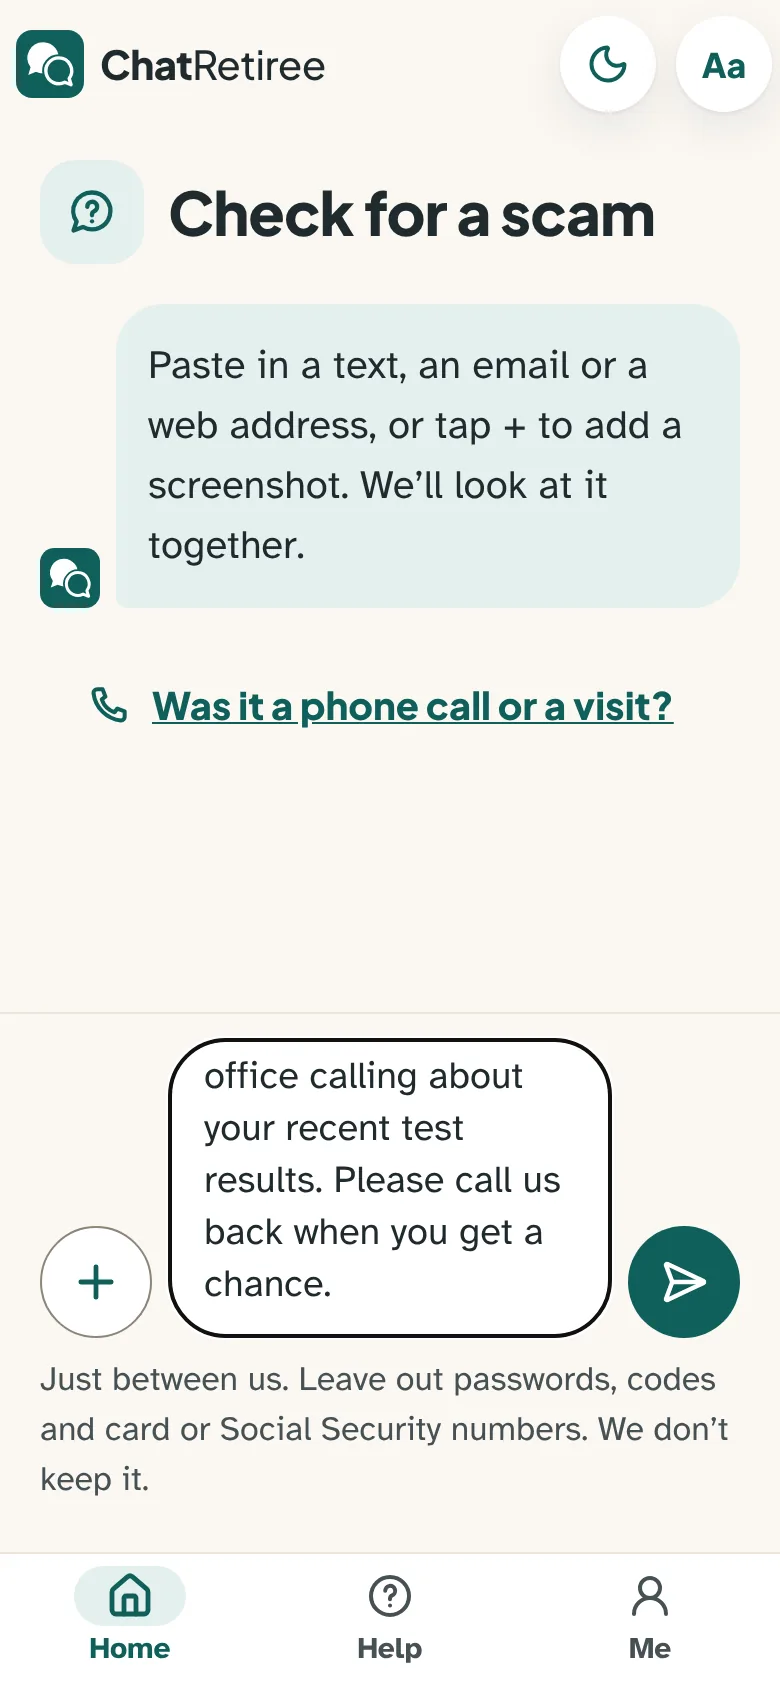 ChatRetiree
Aa
Check for a scam
Paste in a text, an email or a
web address, or tap + to add a
screenshot. We’ll look at it
together.
Was it a phone call or a visit?
office calling about
your recent test
results. Please call us
back when you get a
chance.
Just between us. Leave out passwords, codes
and card or Social Security numbers. We don’t
keep it.
Home
Help
Me